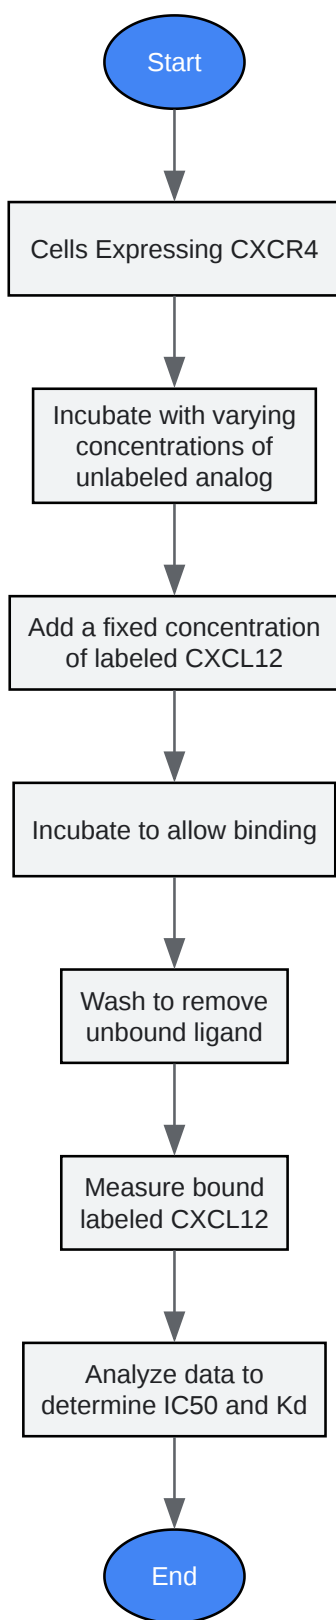 Start
Cells Expressing CXCR4
Incubate with varying
concentrations of
unlabeled analog
Add a fixed concentration
of labeled CXCL12
Incubate to allow binding
Wash to remove
unbound ligand
Measure bound
labeled CXCL12
Analyze data to
determine IC50 and Kd
End